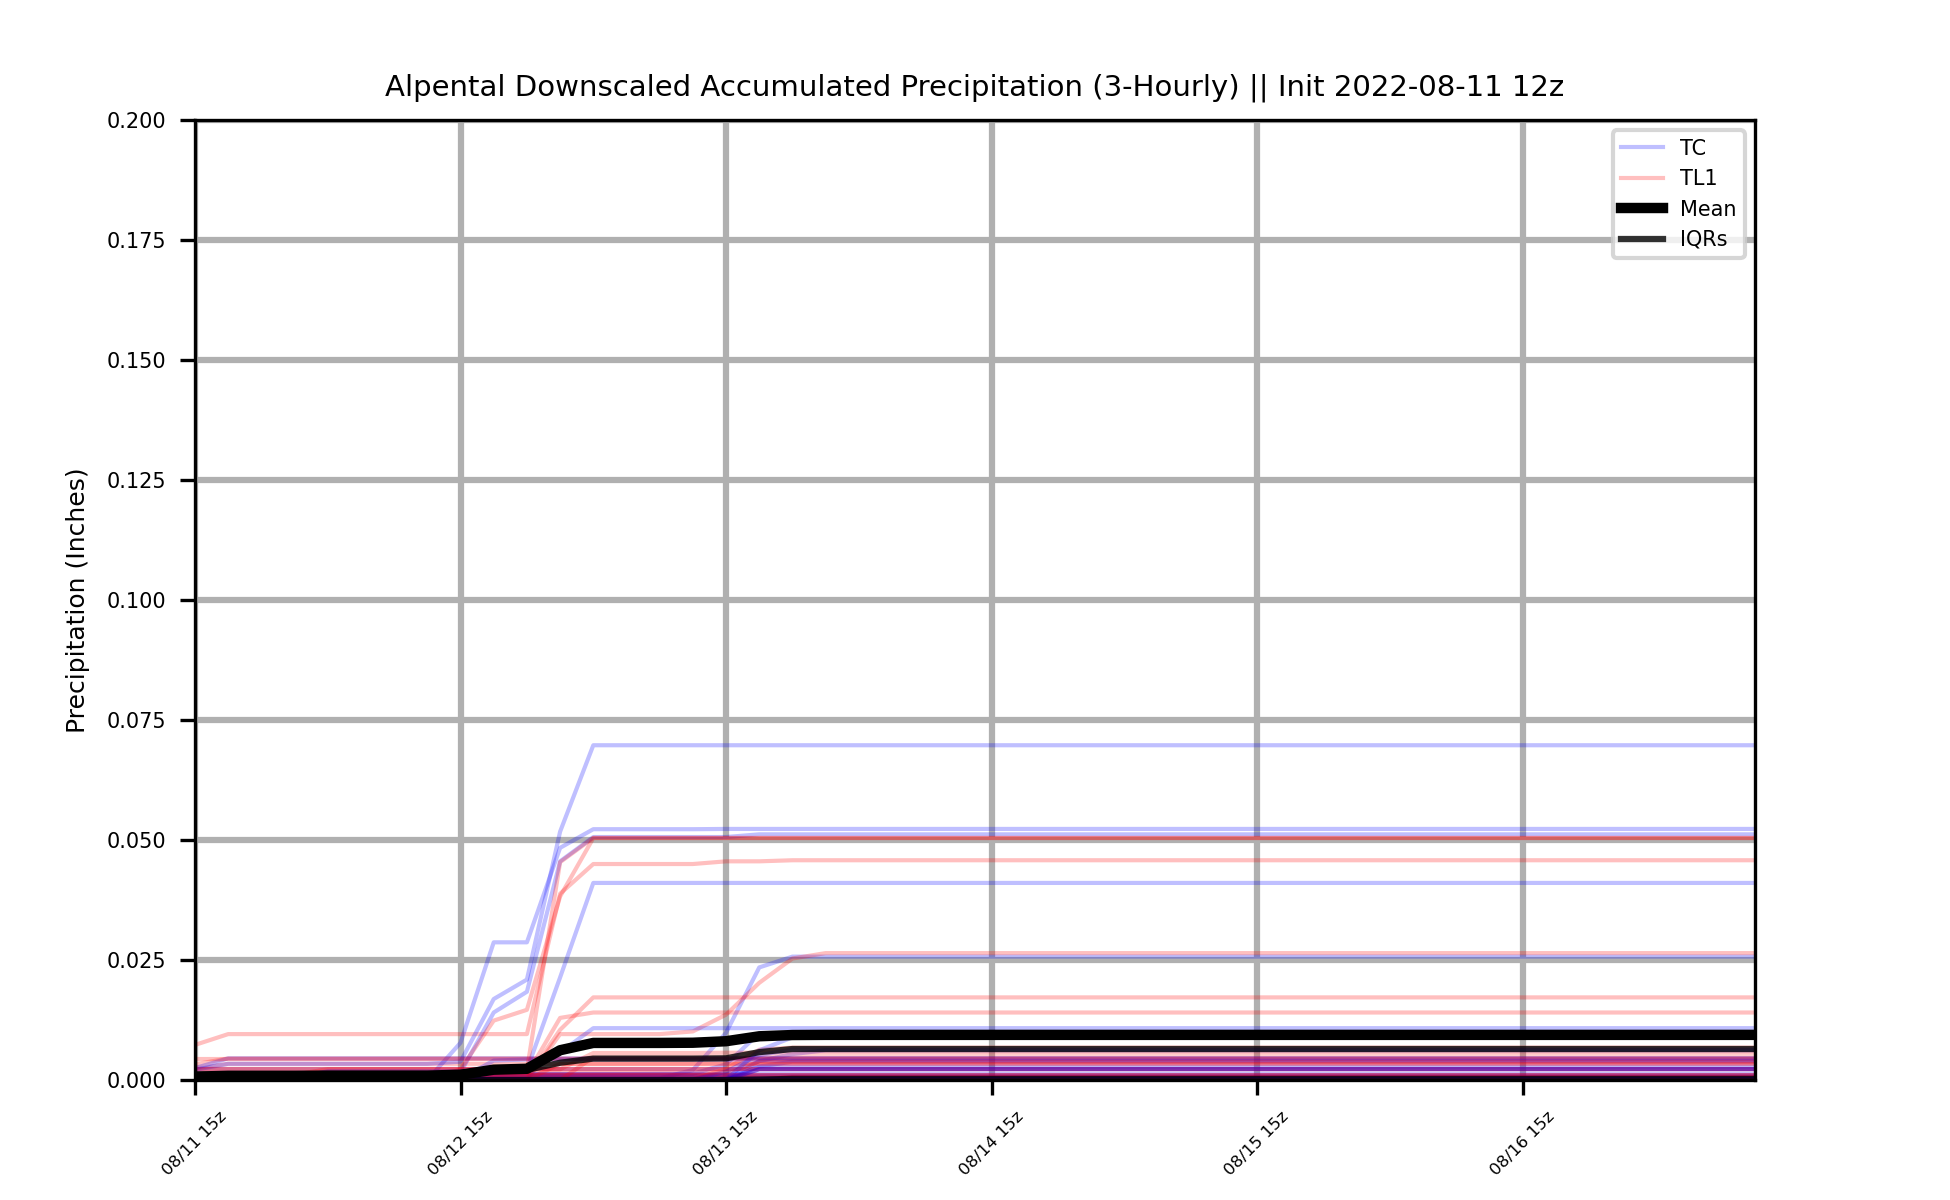 Alpental Downscaled Accumulated Precipitation (3-Hourly) || Init 2022-08-11 12z
TC
TL1
Mean
IQRs
Precipitation (Inches)
0.200
0.175
0.150
0.125
0.100
0.075
0.050
0.025
0.000
08/11 15z
08/12 15z
08/13 15z
08/14 15z
08/15 15z
08/16 15z